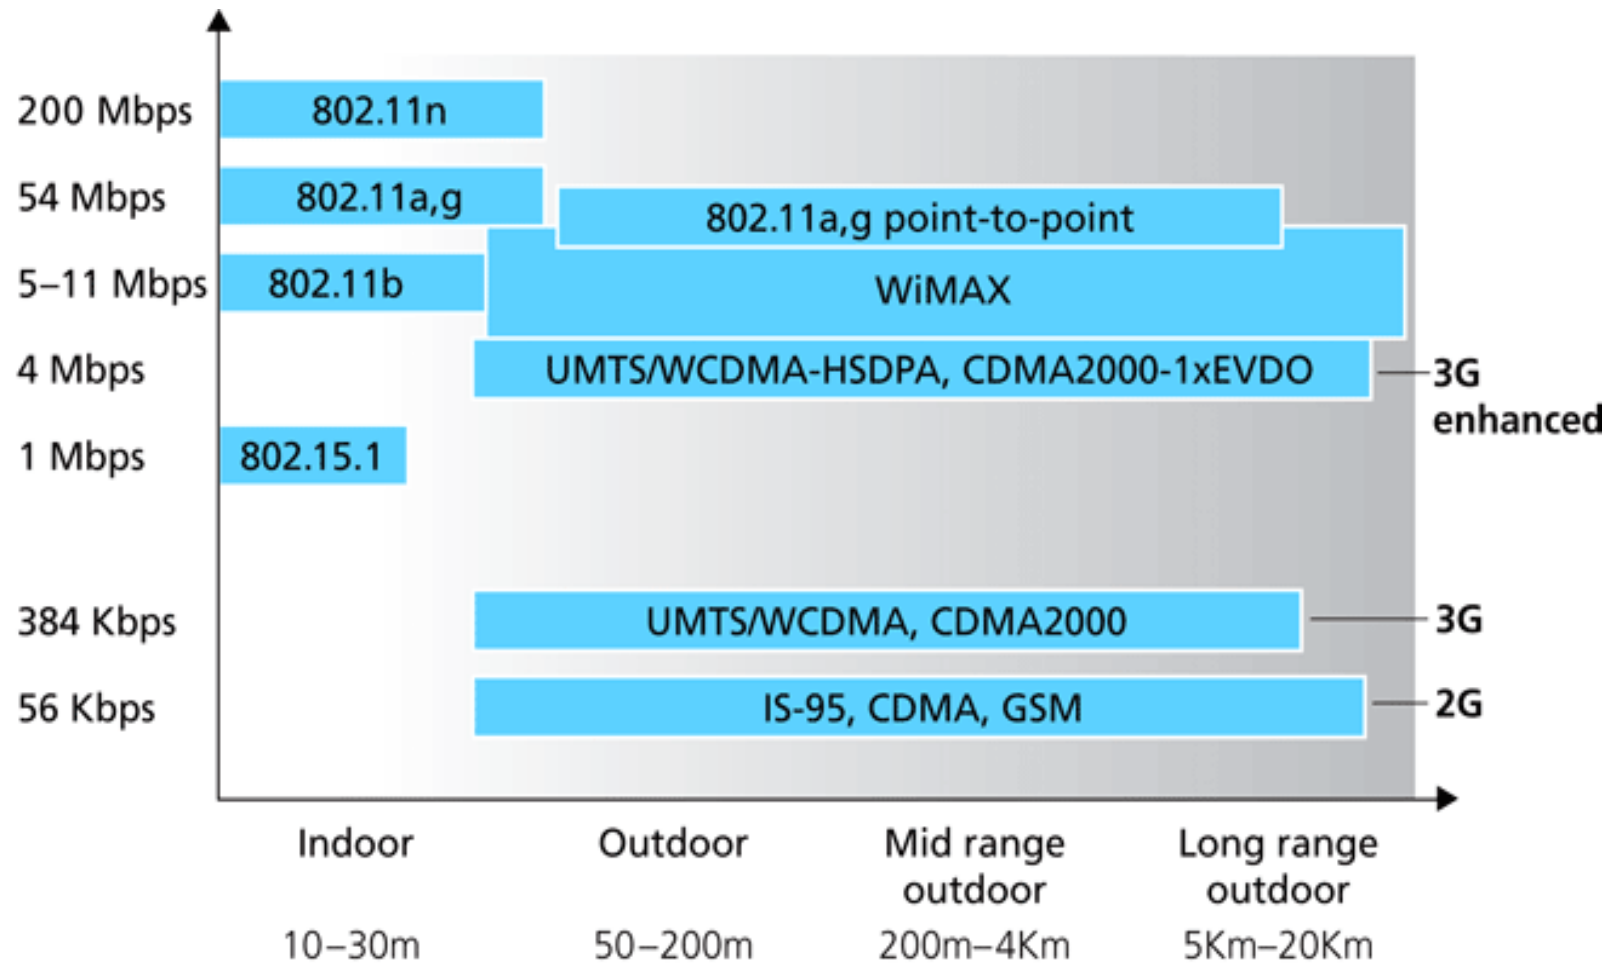 200 Mbps
802.11n
54 Mbps
802.11a,g
802.11a,g point-to-point
5–11 Mbps
802.11b
WiMAX
4 Mbps
UMTS/WCDMA-HSDPA, CDMA2000-1xEVDO
3G
enhanced
1 Mbps
802.15.1
384 Kbps
UMTS/WCDMA, CDMA2000
3G
56 Kbps
IS-95, CDMA, GSM
2G
Indoor
Outdoor
Mid range
outdoor
Long range
outdoor
10–30m
50–200m
200m–4Km
5Km–20Km